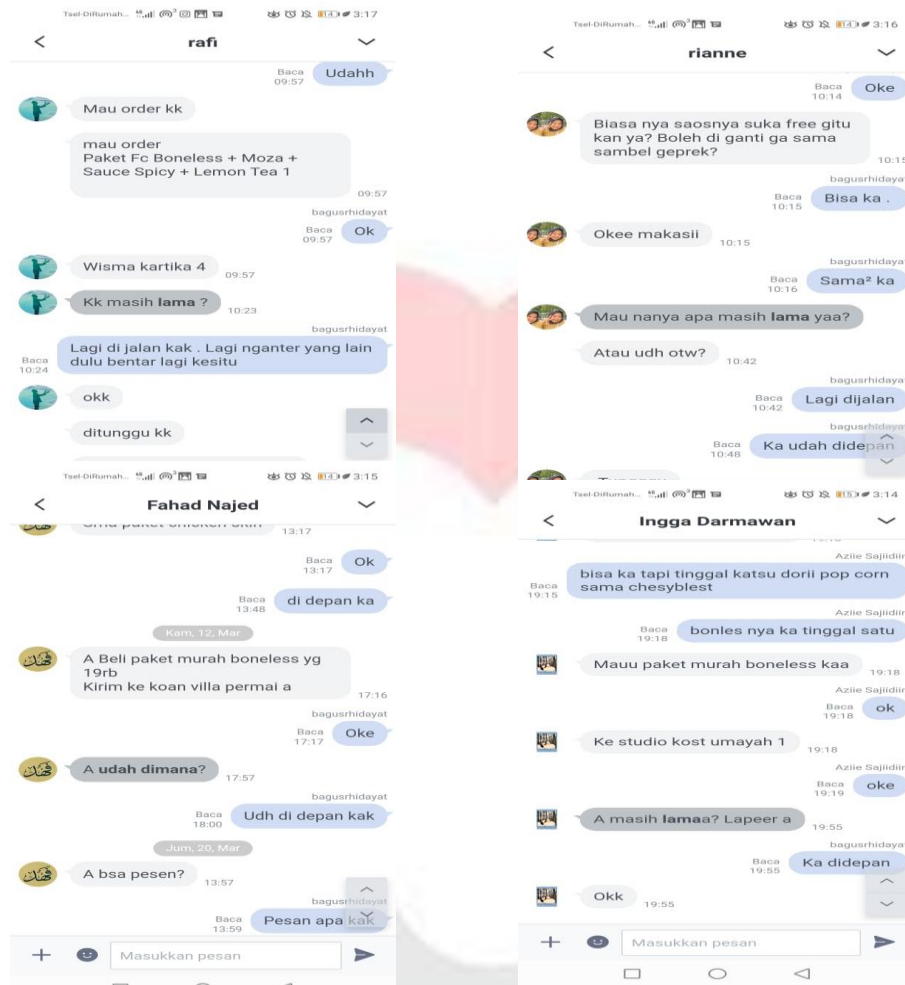 Tsel-DiRumah... 3:17
rafi
Udahh
Baca
09:57
Mau order kk
mau order
Paket Fc Boneless + Moza +
Sauce Spicy + Lemon Tea 1
09:57
bagusrhidayat
Baca
09:57
Ok
Wisma kartika 4
09:57
Kk masih lama ?
10:23
bagusrhidayat
Lagi di jalan kak . Lagi nganter yang lain
dulu bentar lagi kesitu
Baca
10:24
okk
ditunggu kk
Tsel-DiRumah... 3:16
rianne
Baca
10:14
Oke
Biasa nya saosnya suka free gitu
kan ya? Boleh di ganti ga sama
sambel geprek?
10:15
bagusrhidayat
Baca
10:15
Bisa ka .
Okee makasii
10:15
bagusrhidayat
Baca
10:16
Sama² ka
Mau nanya apa masih lama yaa?
Atau udh otw?
10:42
bagusrhidayat
Baca
10:42
Lagi dijalan
bagusrhidayat
Baca
10:48
Ka udah didepan
Tsel-DiRumah... 3:15
Fahad Najed
13:17
Baca
13:17
Ok
Baca
13:48
di depan ka
Kam, 12, Mar
A Beli paket murah boneless yg
19rb
Kirim ke koan villa permai a
17:16
bagusrhidayat
Baca
17:17
Oke
A udah dimana?
17:57
bagusrhidayat
Baca
18:00
Udh di depan kak
Jum, 20, Mar
A bsa pesen?
13:57
bagusrhidayat
Baca
13:59
Pesan apa kak
Masukkan pesan
Tsel-DiRumah... 3:14
Ingga Darmawan
Aziie Sajiidiin
bisa ka tapi tinggal katsu dorii pop corn
sama chesyblest
Baca
19:15
Aziie Sajiidiin
Baca
19:18
bonles nya ka tinggal satu
Mauu paket murah boneless kaa
19:18
Aziie Sajiidiin
Baca
19:18
ok
Ke studio kost umayah 1
19:18
Aziie Sajiidiin
Baca
19:19
oke
A masih lamaa? Lapeer a
19:55
bagusrhidayat
Baca
19:55
Ka didepan
Okk
19:55
Masukkan pesan